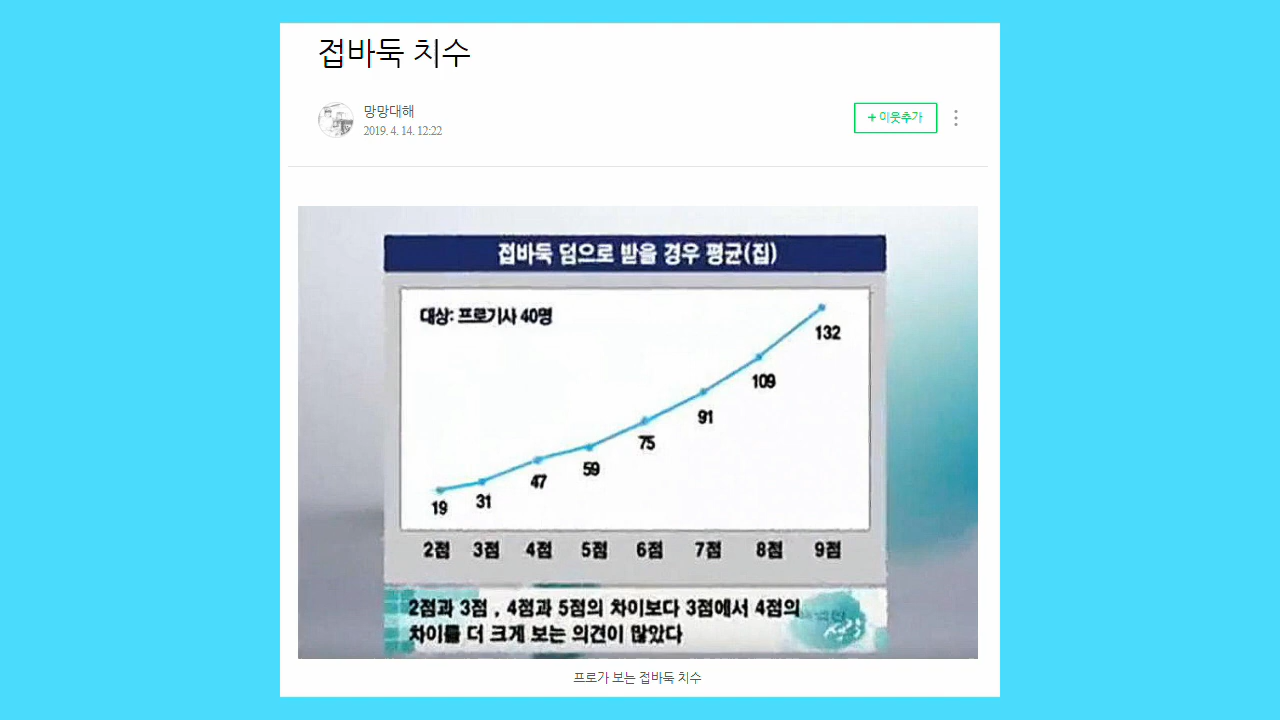 접바둑 치수
망망대해
2019. 4. 14. 12:22
+ 이웃추가
접바둑 덤으로 받을 경우 평균(집)
대상: 프로기사 40명
132
109
91
75
59
47
31
19
2점 3점 4점 5점 6점 7점 8점 9점
2점과 3점 , 4점과 5점의 차이보다 3점에서 4점의
차이를 더 크게 보는 의견이 많았다
프로가 보는 접바둑 치수